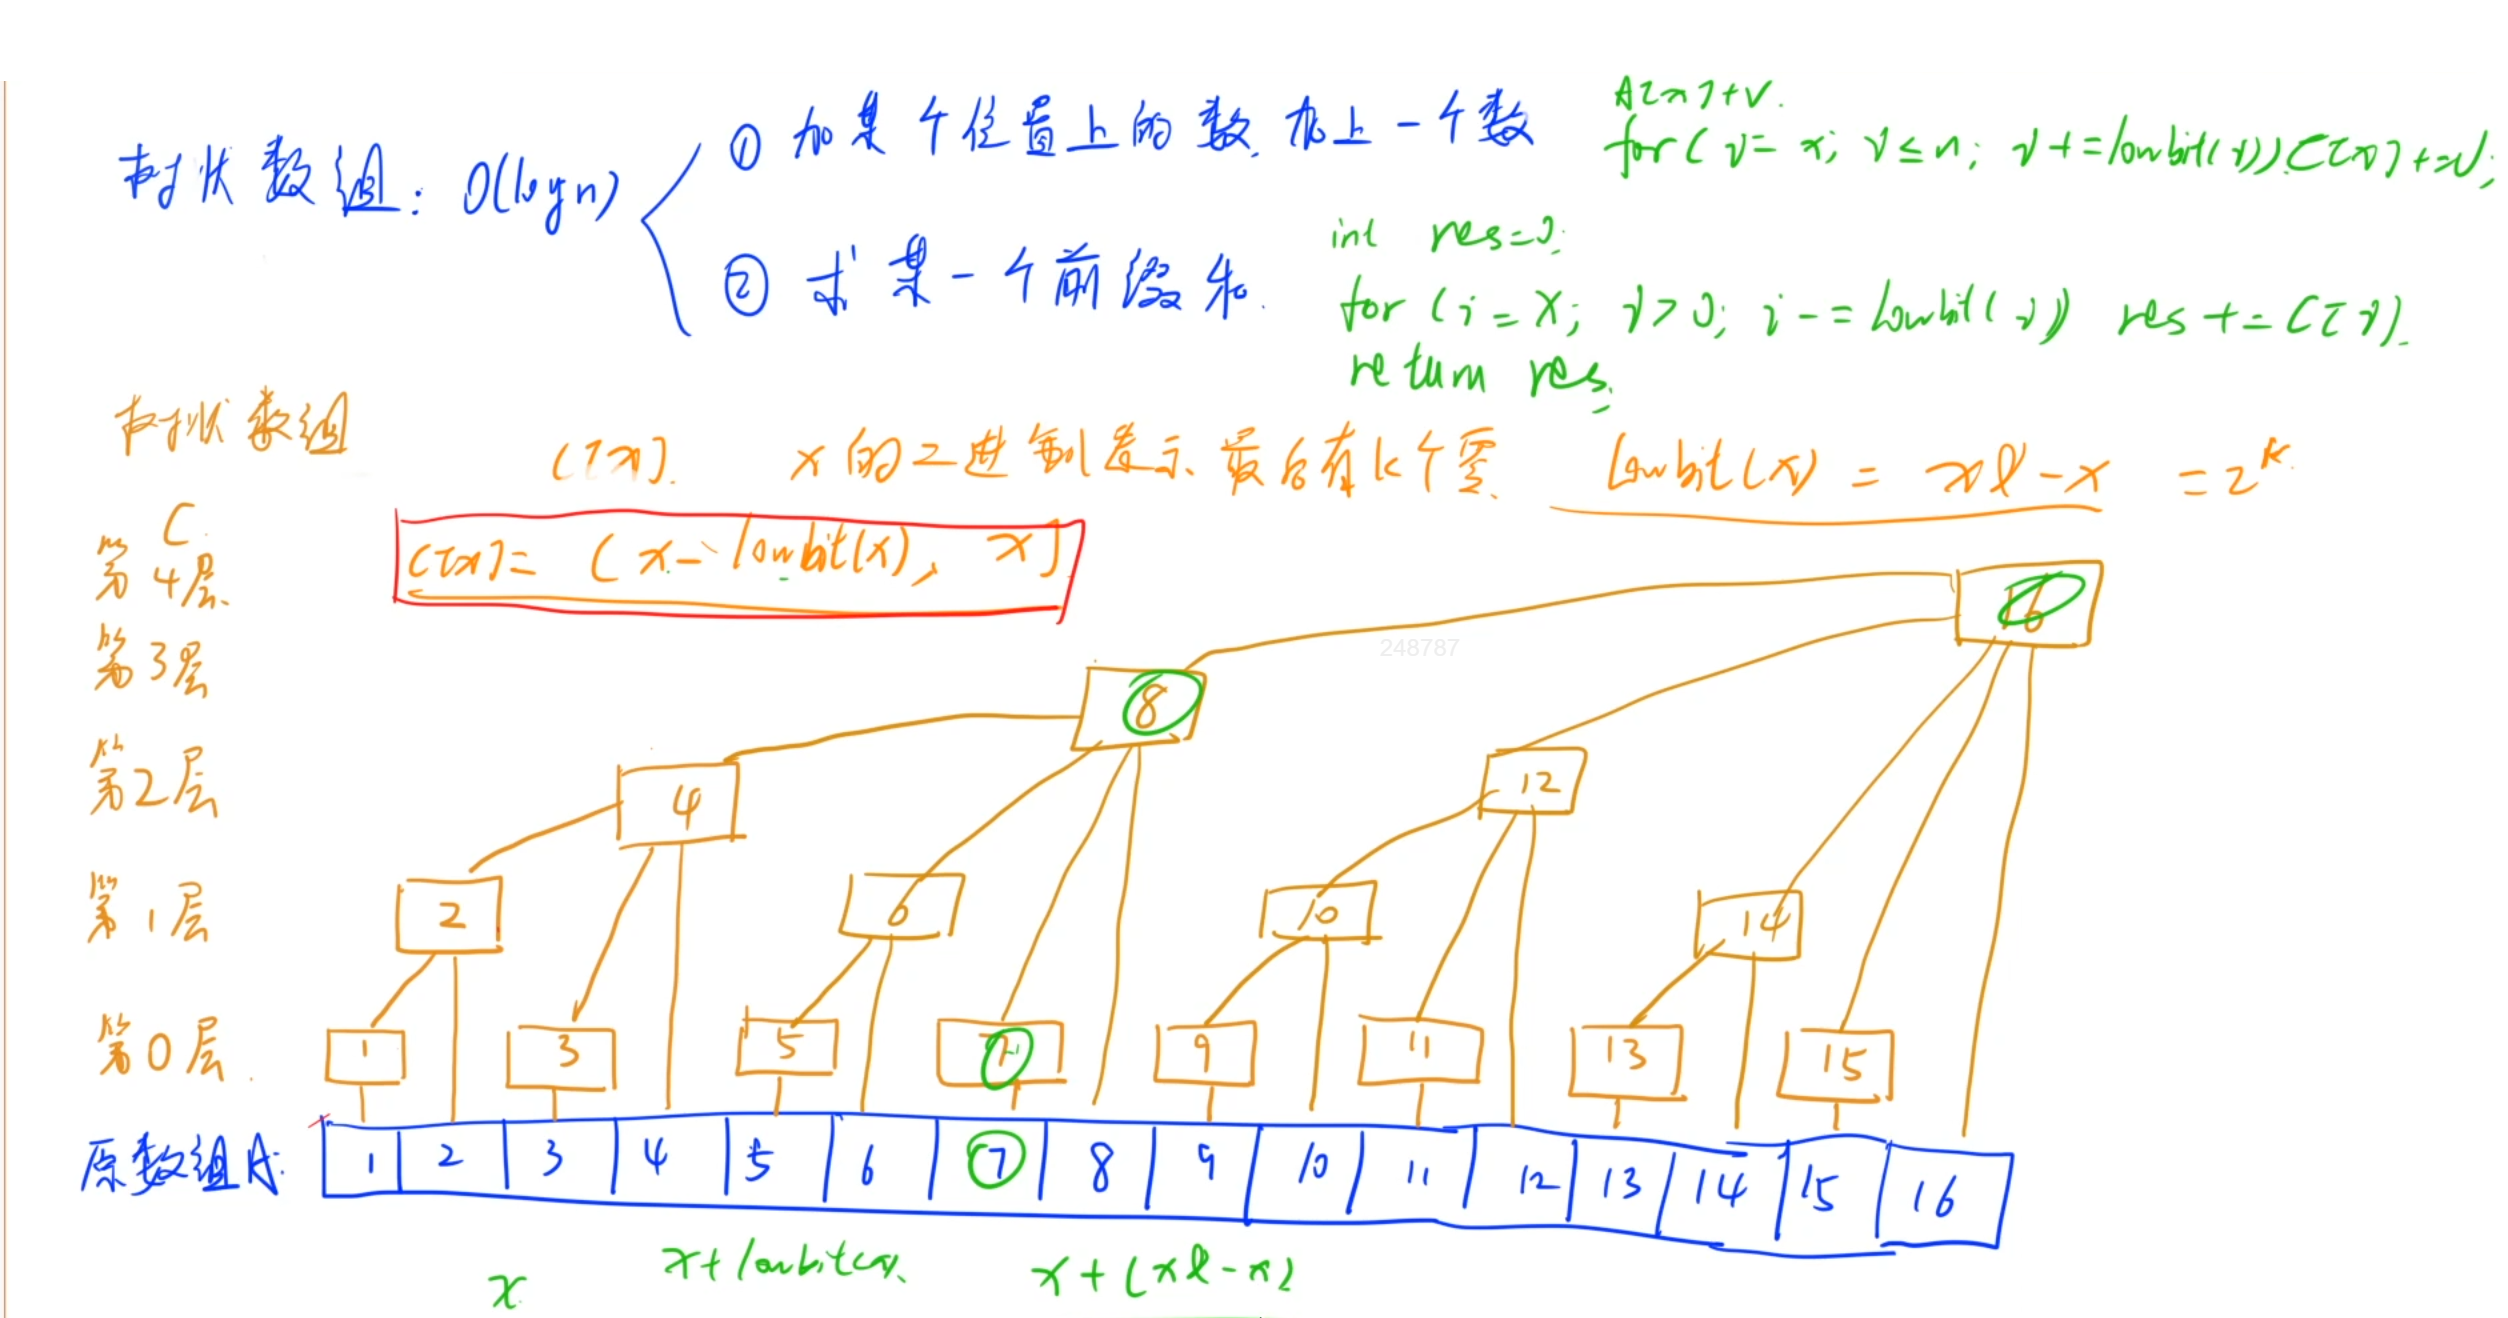 树状数组: O(logn)
① 加某个位置上的数, 加上一个数
A[x]+v.
for(i=x; i≤n; i+=lowbit(i)) C[x]+=v;
② 求某一个前缀和.
int res=0;
for(i=x; i>0; i-=lowbit(i)) res+=C[i].
return res.
树状数组
C[x]. x的二进制表示、最后有k个零. lowbit(x) = x&-x = 2^k.
C.
C[x]= (x-lowbit(x), x]
第4层.
16
第3层
248787
8
第2层
4 12
第1层
2 6 10 14
第0层.
1 3 5 7 9 11 13 15
原数组A: 1 2 3 4 5 6 7 8 9 10 11 12 13 14 15 16
x x+lowbit(x). x+(x&-x)